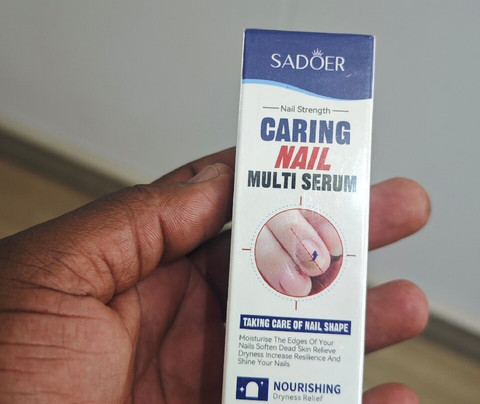 SADOER
Nail Strength
CARING
NAIL
MULTI SERUM
TAKING CARE OF NAIL SHAPE
Moisturise The Edges Of Your
Nails Soften Dead Skin Relieve
Dryness Increase Resilience And
Shine Your Nails
NOURISHING
Dryness Relief